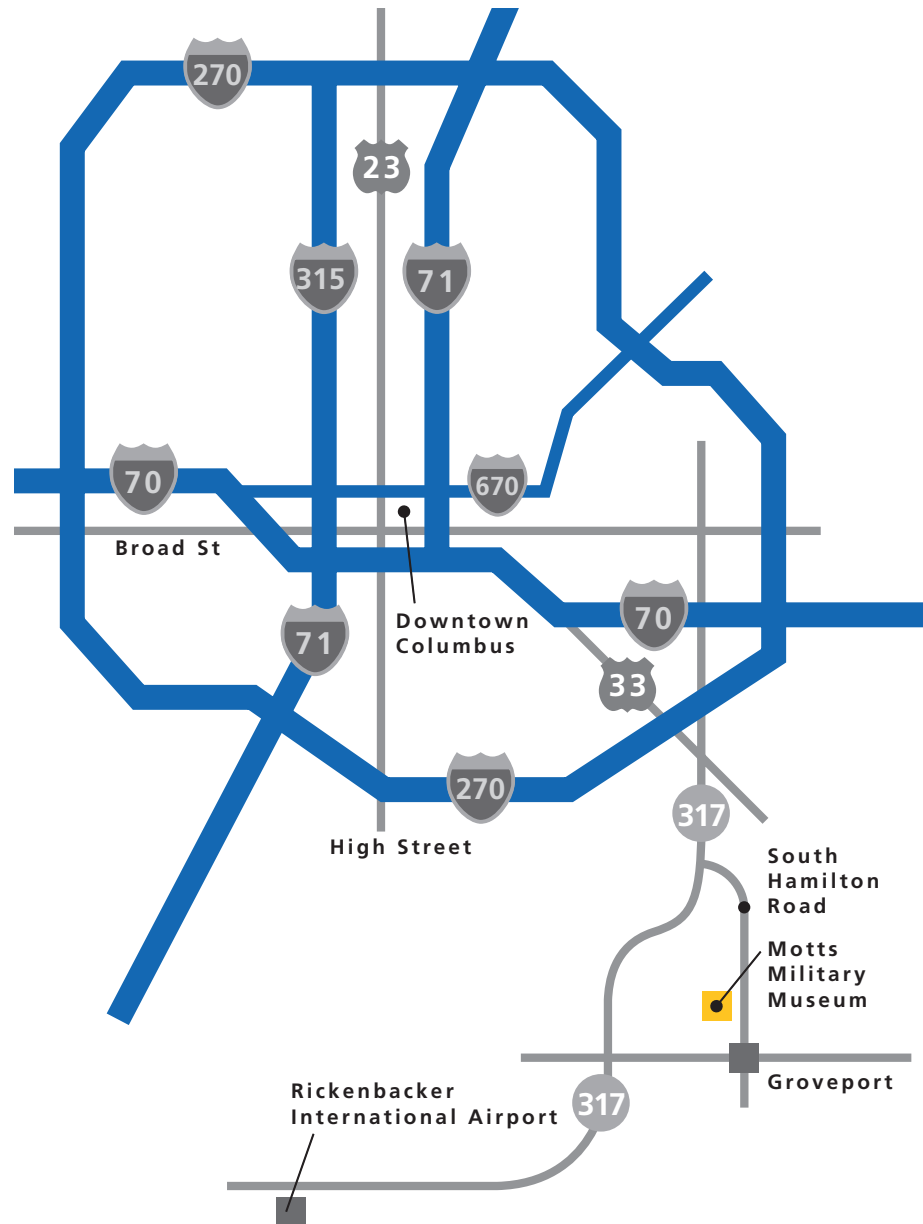 270
23
315
71
70
670
Broad St
Downtown
Columbus
70
71
33
270
317
High Street
South
Hamilton
Road
Motts
Military
Museum
Groveport
Rickenbacker
International Airport
317